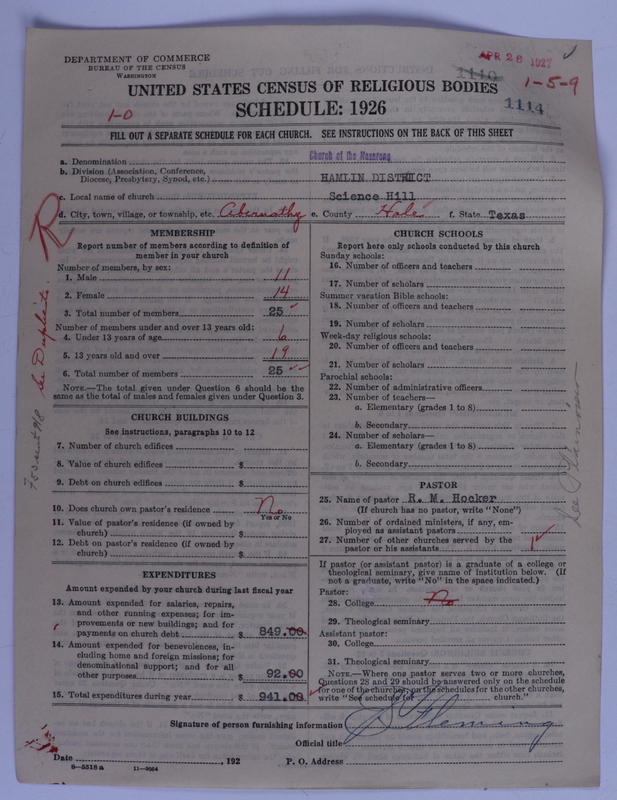 DEPARTMENT OF COMMERCE
BUREAU OF THE CENSUS
WASHINGTON
APR 26 1927
1110
1-5-9
UNITED STATES CENSUS OF RELIGIOUS BODIES
1-0
SCHEDULE: 1926
1114
FILL OUT A SEPARATE SCHEDULE FOR EACH CHURCH. SEE INSTRUCTIONS ON THE BACK OF THIS SHEET
a. Denomination Church of the Nazarene
b. Division (Association, Conference,
Diocese, Presbytery, Synod, etc.) HAMLIN DISTRICT
c. Local name of church Science Hill
d. City, town, village, or township, etc. Abernathy e. County Hale f. State Texas
R
See Duplicate.
MEMBERSHIP
Report number of members according to definition of
member in your church
Number of members, by sex:
1. Male 11
2. Female 14
3. Total number of members 25
Number of members under and over 13 years old:
4. Under 13 years of age 6
5. 13 years old and over 19
6. Total number of members 25
NOTE.—The total given under Question 6 should be
the same as the total of males and females given under Question 3.
CHURCH BUILDINGS
See instructions, paragraphs 10 to 12
7. Number of church edifices
8. Value of church edifices $
9. Debt on church edifices $
10. Does church own pastor's residence No
Yes or No
11. Value of pastor's residence (if owned by
church) $
12. Debt on pastor's residence (if owned by
church) $
EXPENDITURES
Amount expended by your church during last fiscal year
13. Amount expended for salaries, repairs,
and other running expenses; for im-
provements or new buildings; and for
payments on church debt $ 849.00
14. Amount expended for benevolences, in-
cluding home and foreign missions; for
denominational support; and for all
other purposes $ 92.00
15. Total expenditures during year $ 941.00
CHURCH SCHOOLS
Report here only schools conducted by this church
Sunday schools:
16. Number of officers and teachers
17. Number of scholars
Summer vacation Bible schools:
18. Number of officers and teachers
19. Number of scholars
Week-day religious schools:
20. Number of officers and teachers
21. Number of scholars
Parochial schools:
22. Number of administrative officers
23. Number of teachers—
a. Elementary (grades 1 to 8)
b. Secondary
24. Number of scholars—
a. Elementary (grades 1 to 8)
b. Secondary
PASTOR
25. Name of pastor R. M. Hocker
(If church has no pastor, write "None")
26. Number of ordained ministers, if any, em-
ployed as assistant pastors
27. Number of other churches served by the
pastor or his assistants 1
If pastor (or assistant pastor) is a graduate of a college or
theological seminary, give name of institution below. (If
not a graduate, write "No" in the space indicated.)
Pastor:
28. College No
29. Theological seminary
Assistant pastor:
30. College
31. Theological seminary
NOTE.—Where one pastor serves two or more churches,
Questions 28 and 29 should be answered only on the schedule
for one of the churches; on the schedules for the other churches,
write "See schedule for church."
Signature of person furnishing information S Fleming
Official title
Date , 192 P. O. Address
8—5518 a 11—9064